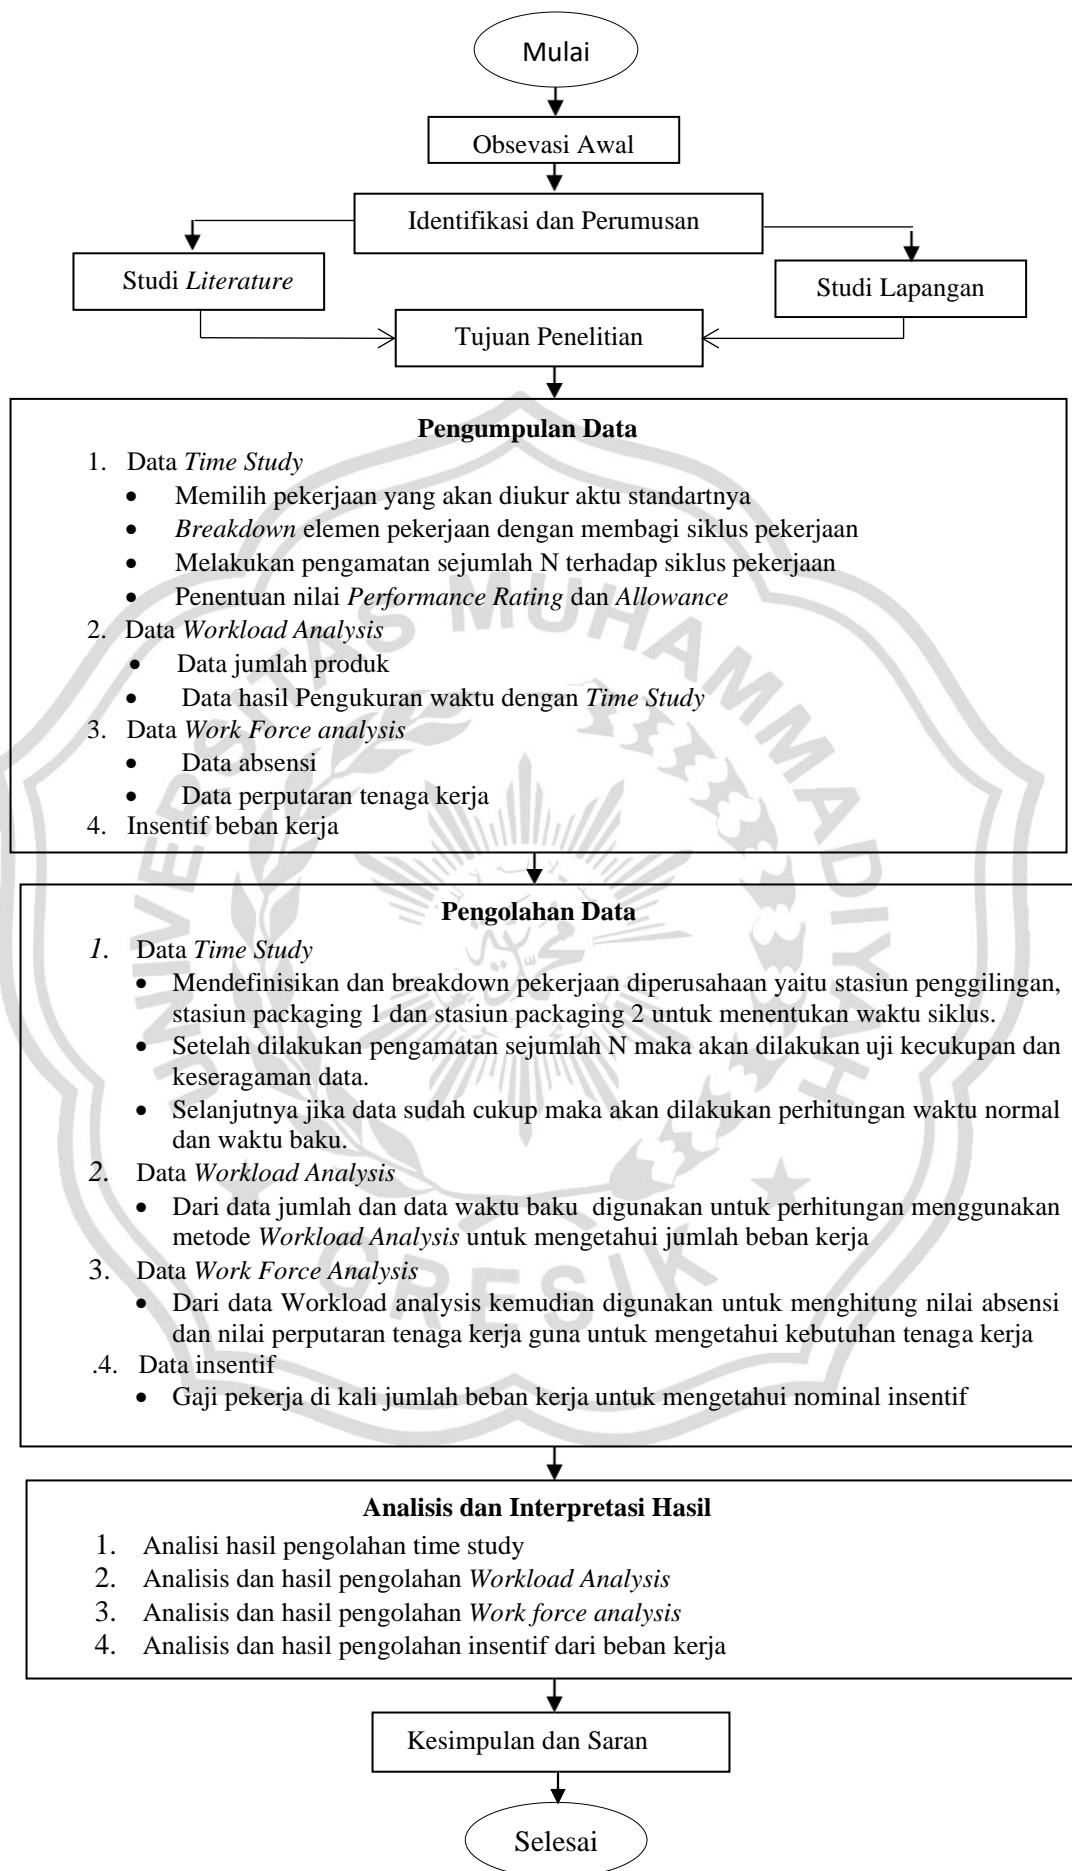 Mulai
Obsevasi Awal
Identifikasi dan Perumusan
Studi Literature
Studi Lapangan
Tujuan Penelitian
Pengumpulan Data
1. Data Time Study
• Memilih pekerjaan yang akan diukur aktu standartnya
• Breakdown elemen pekerjaan dengan membagi siklus pekerjaan
• Melakukan pengamatan sejumlah N terhadap siklus pekerjaan
• Penentuan nilai Performance Rating dan Allowance
2. Data Workload Analysis
• Data jumlah produk
• Data hasil Pengukuran waktu dengan Time Study
3. Data Work Force analysis
• Data absensi
• Data perputaran tenaga kerja
4. Insentif beban kerja
Pengolahan Data
1. Data Time Study
• Mendefinisikan dan breakdown pekerjaan diperusahaan yaitu stasiun penggilingan,
stasiun packaging 1 dan stasiun packaging 2 untuk menentukan waktu siklus.
• Setelah dilakukan pengamatan sejumlah N maka akan dilakukan uji kecukupan dan
keseragaman data.
• Selanjutnya jika data sudah cukup maka akan dilakukan perhitungan waktu normal
dan waktu baku.
2. Data Workload Analysis
• Dari data jumlah dan data waktu baku digunakan untuk perhitungan menggunakan
metode Workload Analysis untuk mengetahui jumlah beban kerja
3. Data Work Force Analysis
• Dari data Workload analysis kemudian digunakan untuk menghitung nilai absensi
dan nilai perputaran tenaga kerja guna untuk mengetahui kebutuhan tenaga kerja
.4. Data insentif
• Gaji pekerja di kali jumlah beban kerja untuk mengetahui nominal insentif
Analisis dan Interpretasi Hasil
1. Analisi hasil pengolahan time study
2. Analisis dan hasil pengolahan Workload Analysis
3. Analisis dan hasil pengolahan Work force analysis
4. Analisis dan hasil pengolahan insentif dari beban kerja
Kesimpulan dan Saran
Selesai
UNIVERSITAS MUHAMMADIYAH
GRESIK